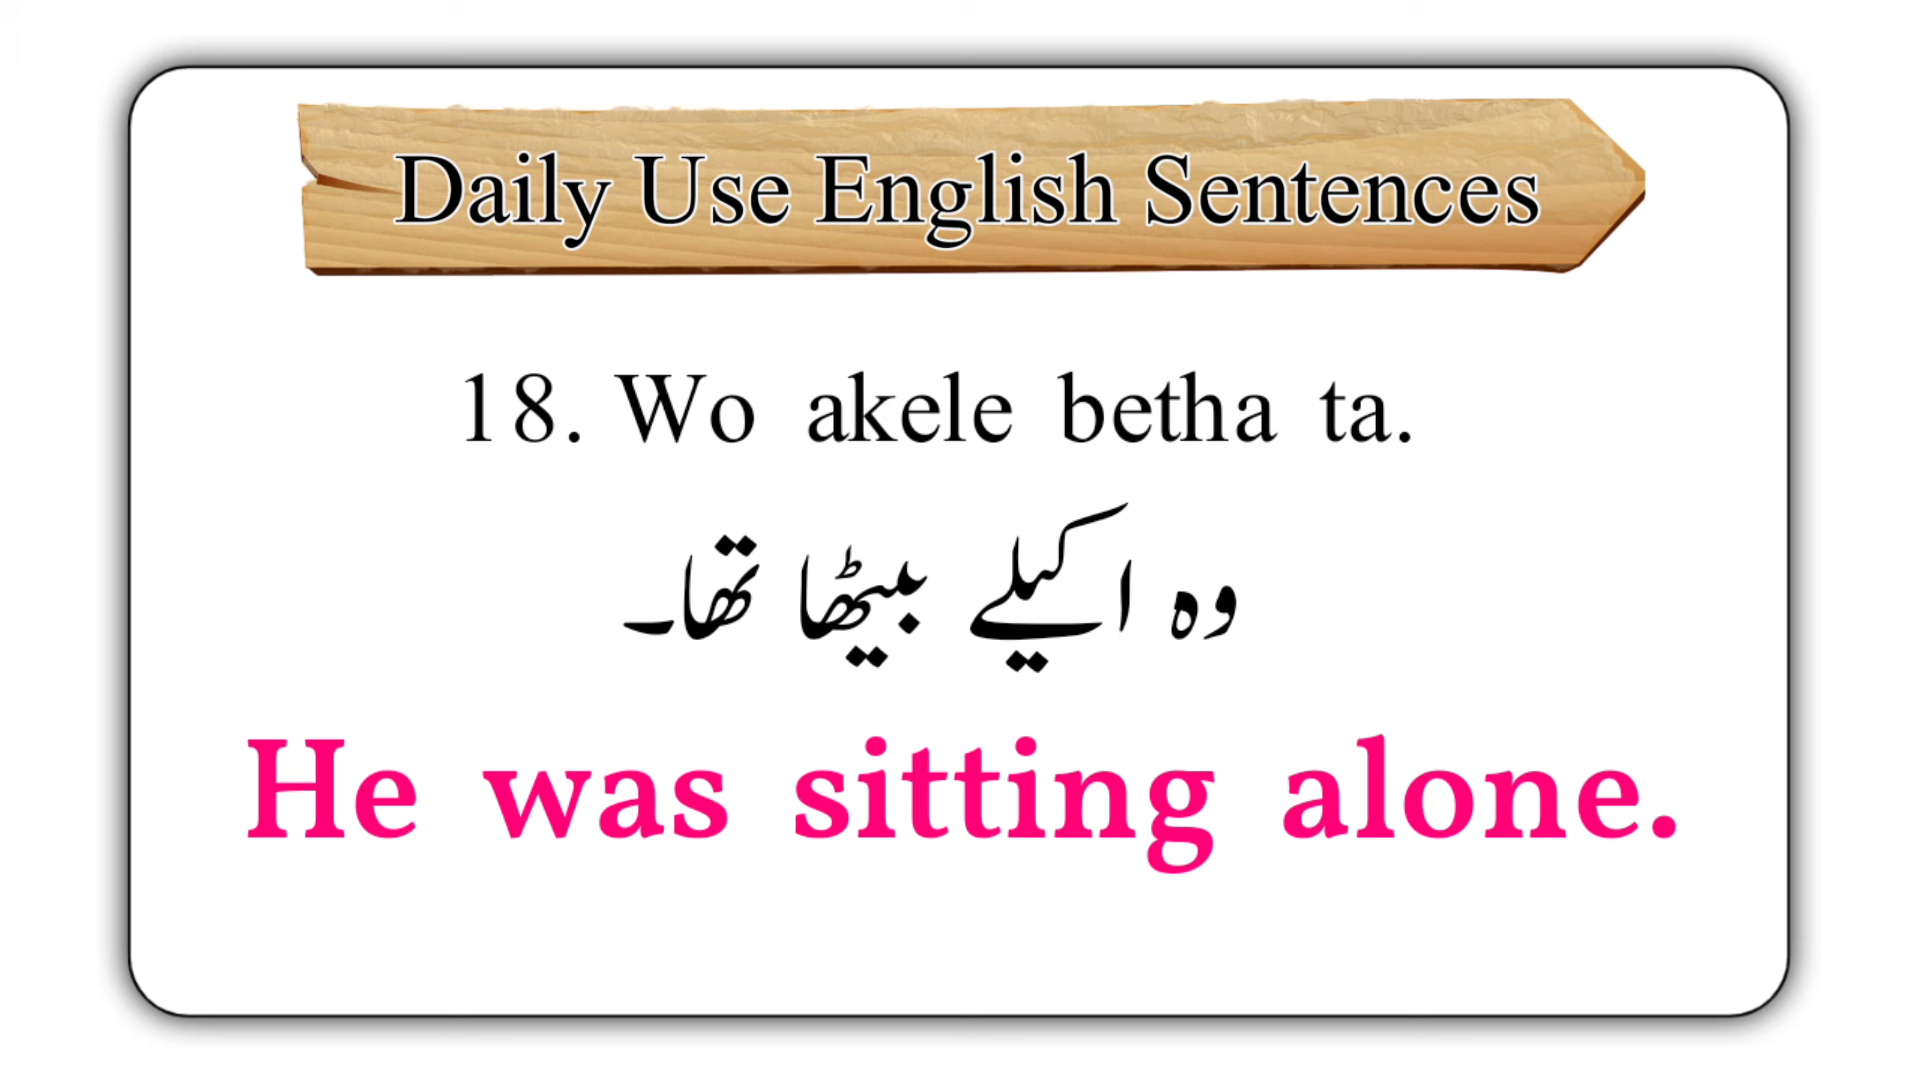 Daily Use English Sentences
18. Wo akele betha ta.
وہ اکیلے بیٹھا تھا۔
He was sitting alone.